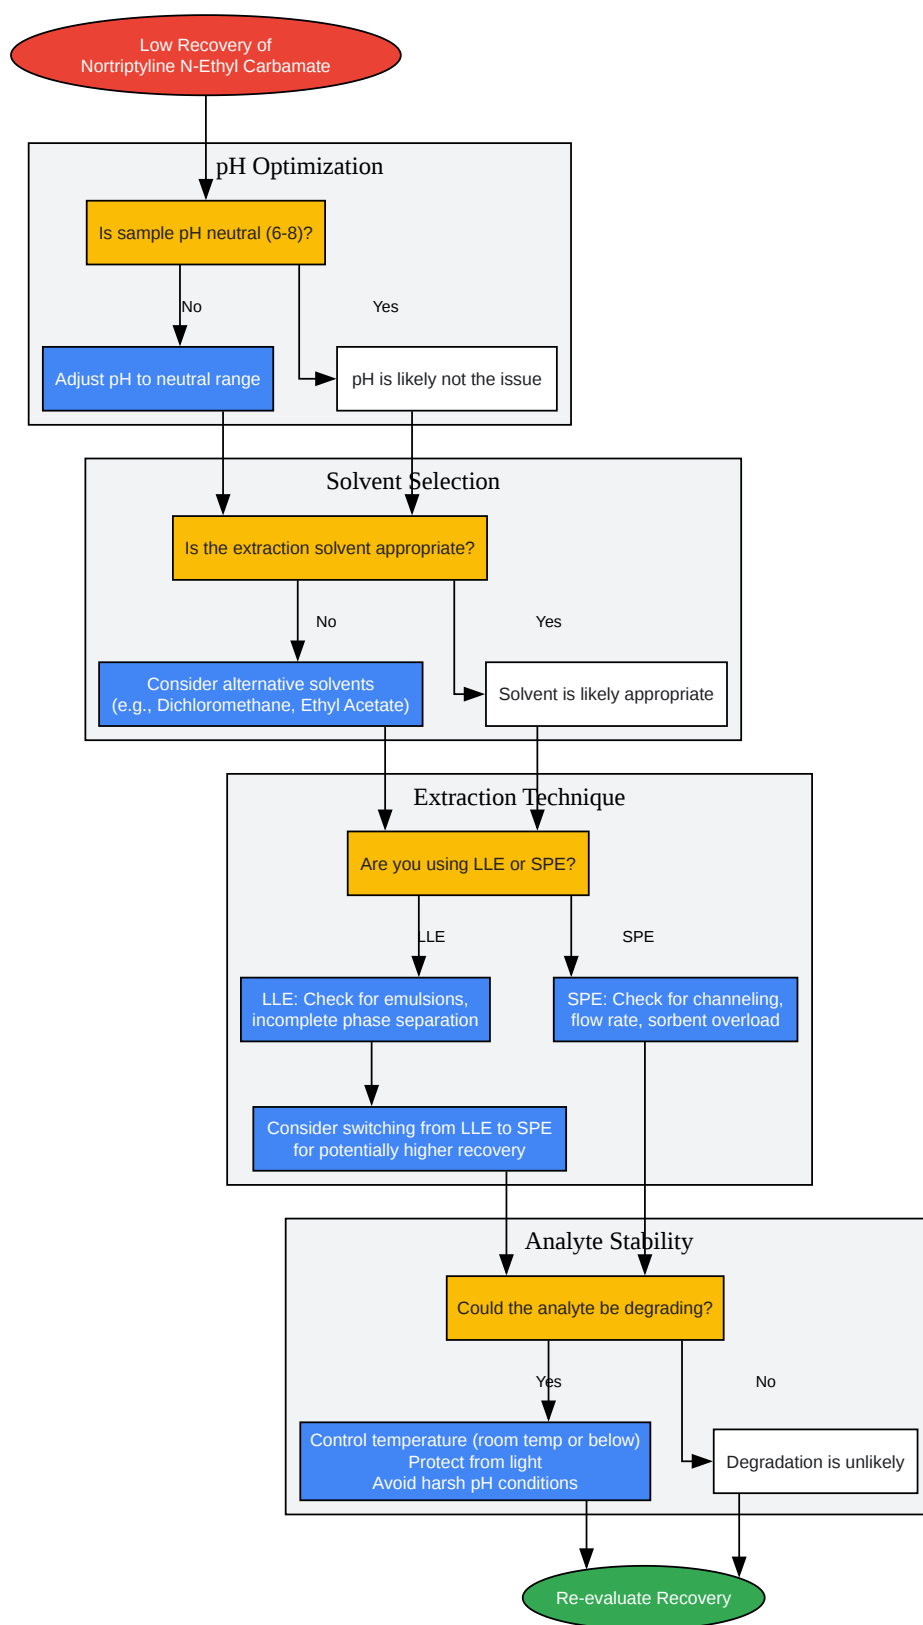 Low Recovery of
Nortriptyline N-Ethyl Carbamate
pH Optimization
Is sample pH neutral (6-8)?
No
Yes
Adjust pH to neutral range
pH is likely not the issue
Solvent Selection
Is the extraction solvent appropriate?
No
Yes
Consider alternative solvents
(e.g., Dichloromethane, Ethyl Acetate)
Solvent is likely appropriate
Extraction Technique
Are you using LLE or SPE?
LLE
SPE
LLE: Check for emulsions,
incomplete phase separation
SPE: Check for channeling,
flow rate, sorbent overload
Consider switching from LLE to SPE
for potentially higher recovery
Analyte Stability
Could the analyte be degrading?
Yes
No
Control temperature (room temp or below)
Protect from light
Avoid harsh pH conditions
Degradation is unlikely
Re-evaluate Recovery